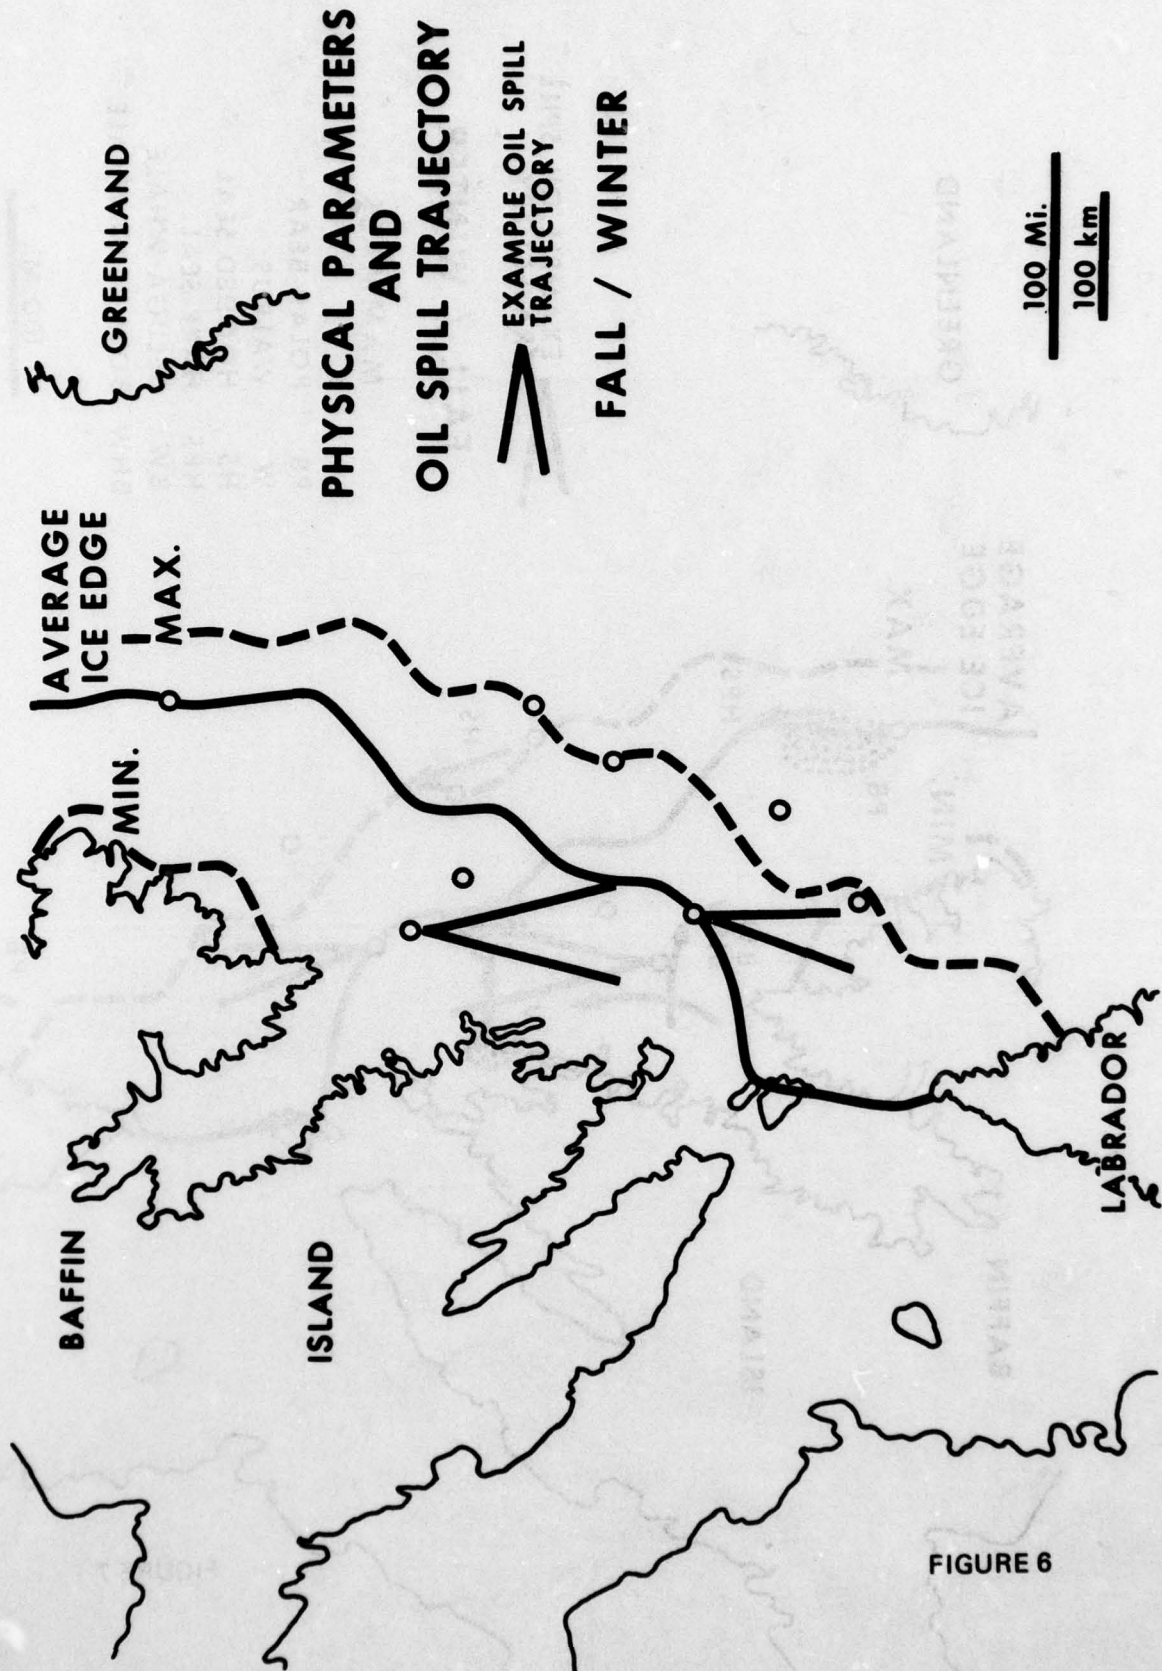 GREENLAND
PHYSICAL PARAMETERS
AND
OIL SPILL TRAJECTORY
EXAMPLE OIL SPILL
TRAJECTORY
FALL / WINTER
100 Mi.
100 km
AVERAGE
ICE EDGE
MAX.
MIN.
BAFFIN
ISLAND
LABRADOR
FIGURE 6